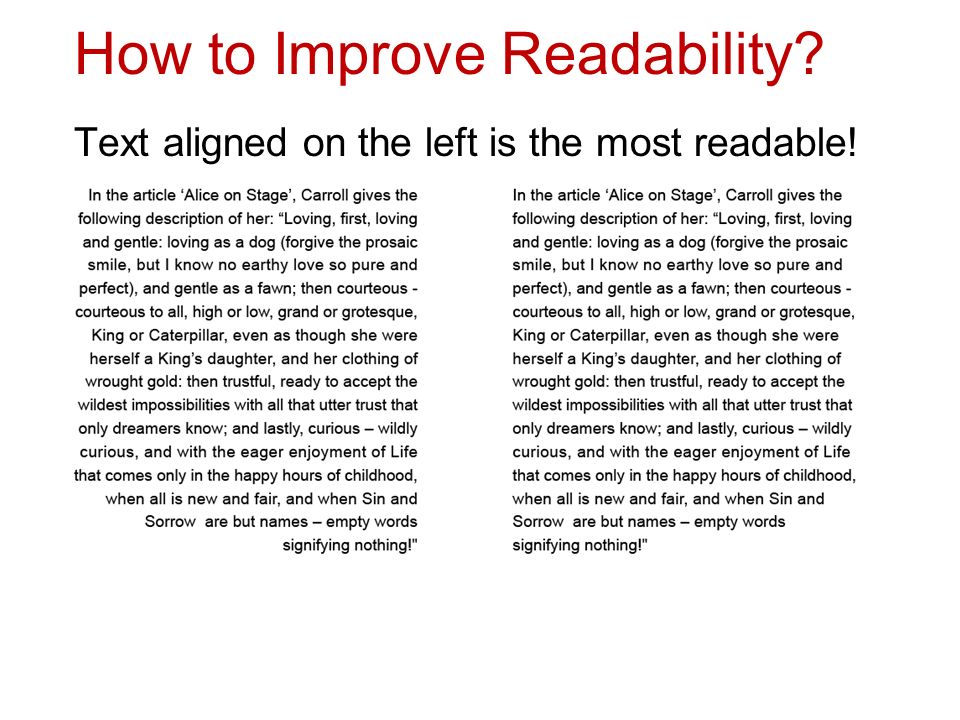 How to Improve Readability?
Text aligned on the left is the most readable!
In the article ‘Alice on Stage’, Carroll gives the
following description of her: “Loving, first, loving
and gentle: loving as a dog (forgive the prosaic
smile, but I know no earthy love so pure and
perfect), and gentle as a fawn; then courteous -
courteous to all, high or low, grand or grotesque,
King or Caterpillar, even as though she were
herself a King’s daughter, and her clothing of
wrought gold: then trustful, ready to accept the
wildest impossibilities with all that utter trust that
only dreamers know; and lastly, curious – wildly
curious, and with the eager enjoyment of Life
that comes only in the happy hours of childhood,
when all is new and fair, and when Sin and
Sorrow  are but names – empty words
signifying nothing!"
In the article ‘Alice on Stage’, Carroll gives the
following description of her: “Loving, first, loving
and gentle: loving as a dog (forgive the prosaic
smile, but I know no earthy love so pure and
perfect), and gentle as a fawn; then courteous -
courteous to all, high or low, grand or grotesque,
King or Caterpillar, even as though she were
herself a King’s daughter, and her clothing of
wrought gold: then trustful, ready to accept the
wildest impossibilities with all that utter trust that
only dreamers know; and lastly, curious – wildly
curious, and with the eager enjoyment of Life
that comes only in the happy hours of childhood,
when all is new and fair, and when Sin and
Sorrow  are but names – empty words
signifying nothing!"